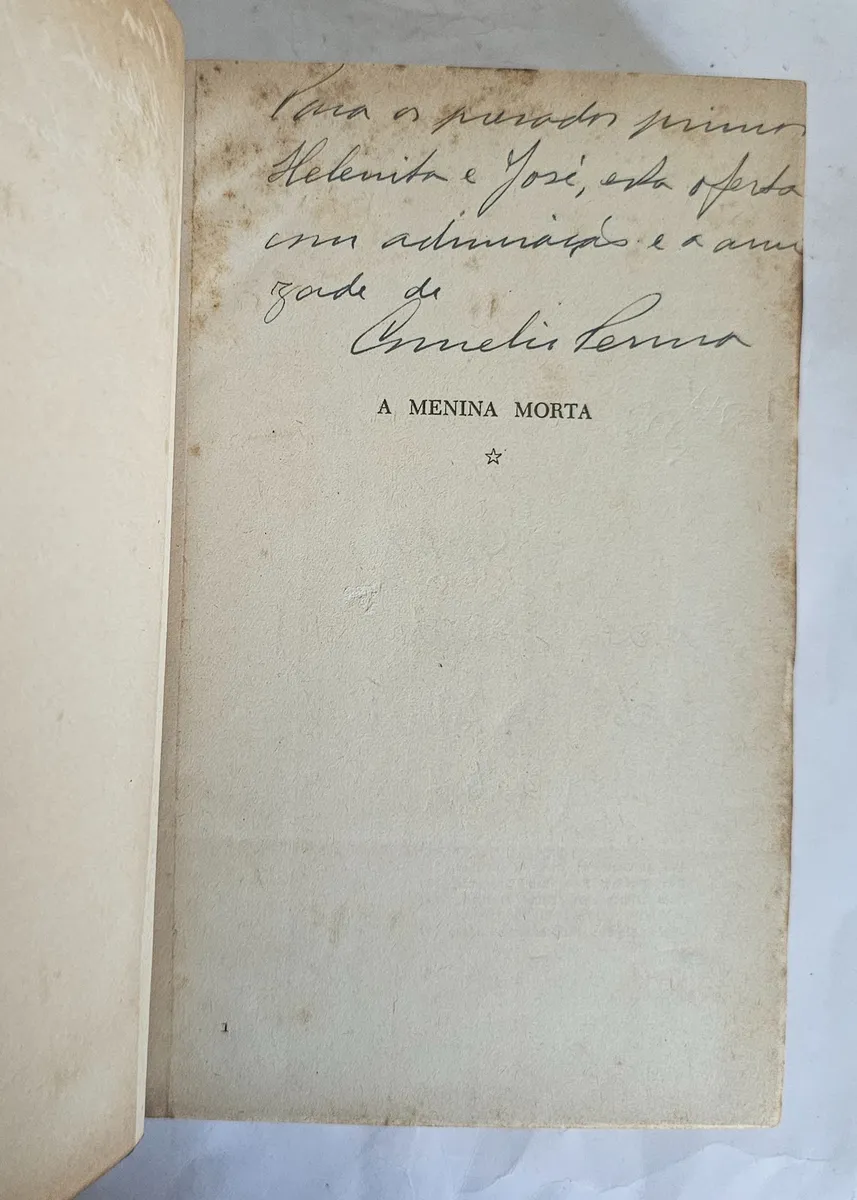 Para os prezados primos
Helenita e José, esta oferta
com admiração e a ami
zade de
Cornelio Penna
A MENINA MORTA
1